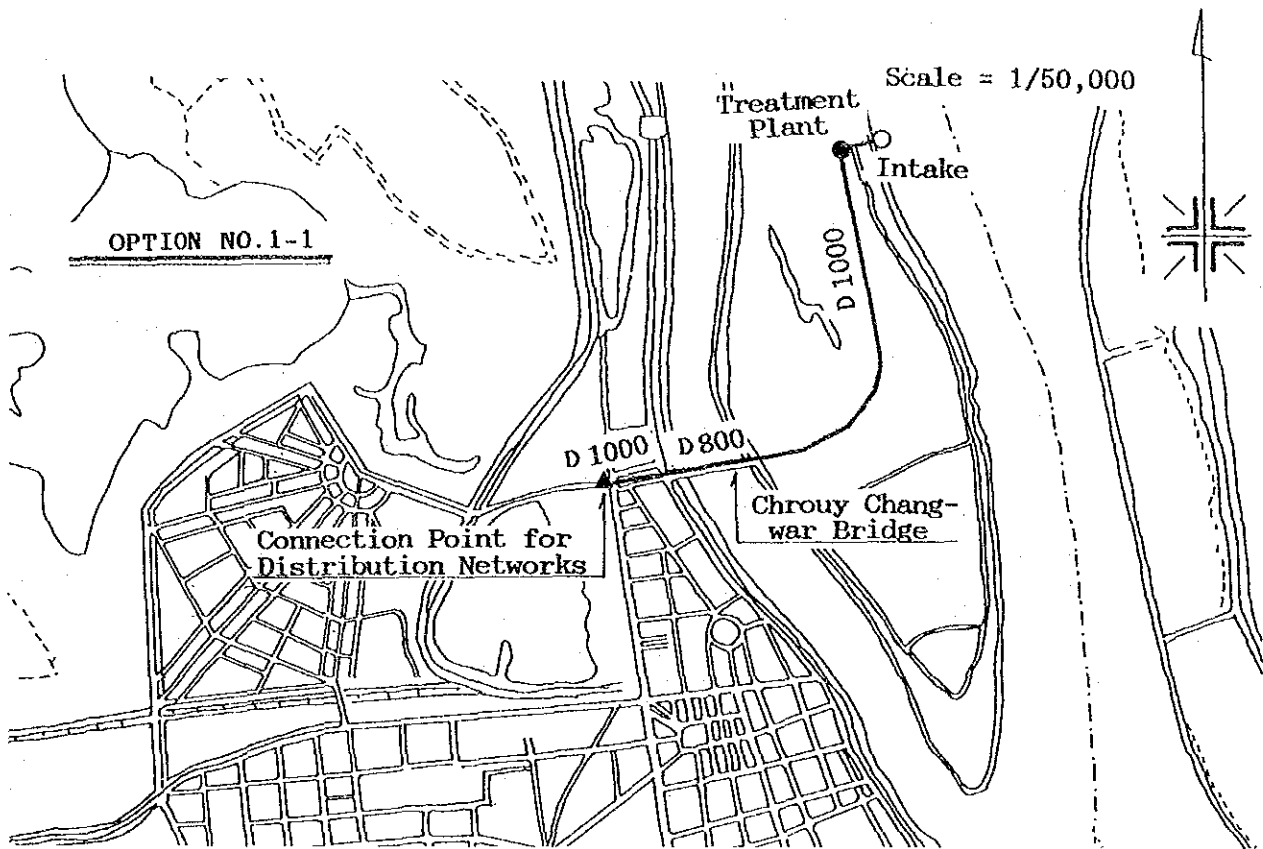 Scale = 1/50,000
Treatment
Plant
Intake
OPTION NO.1-1
D 1000
D 1000
D 800
Connection Point for
Distribution Networks
Chrouy Chang-
war Bridge